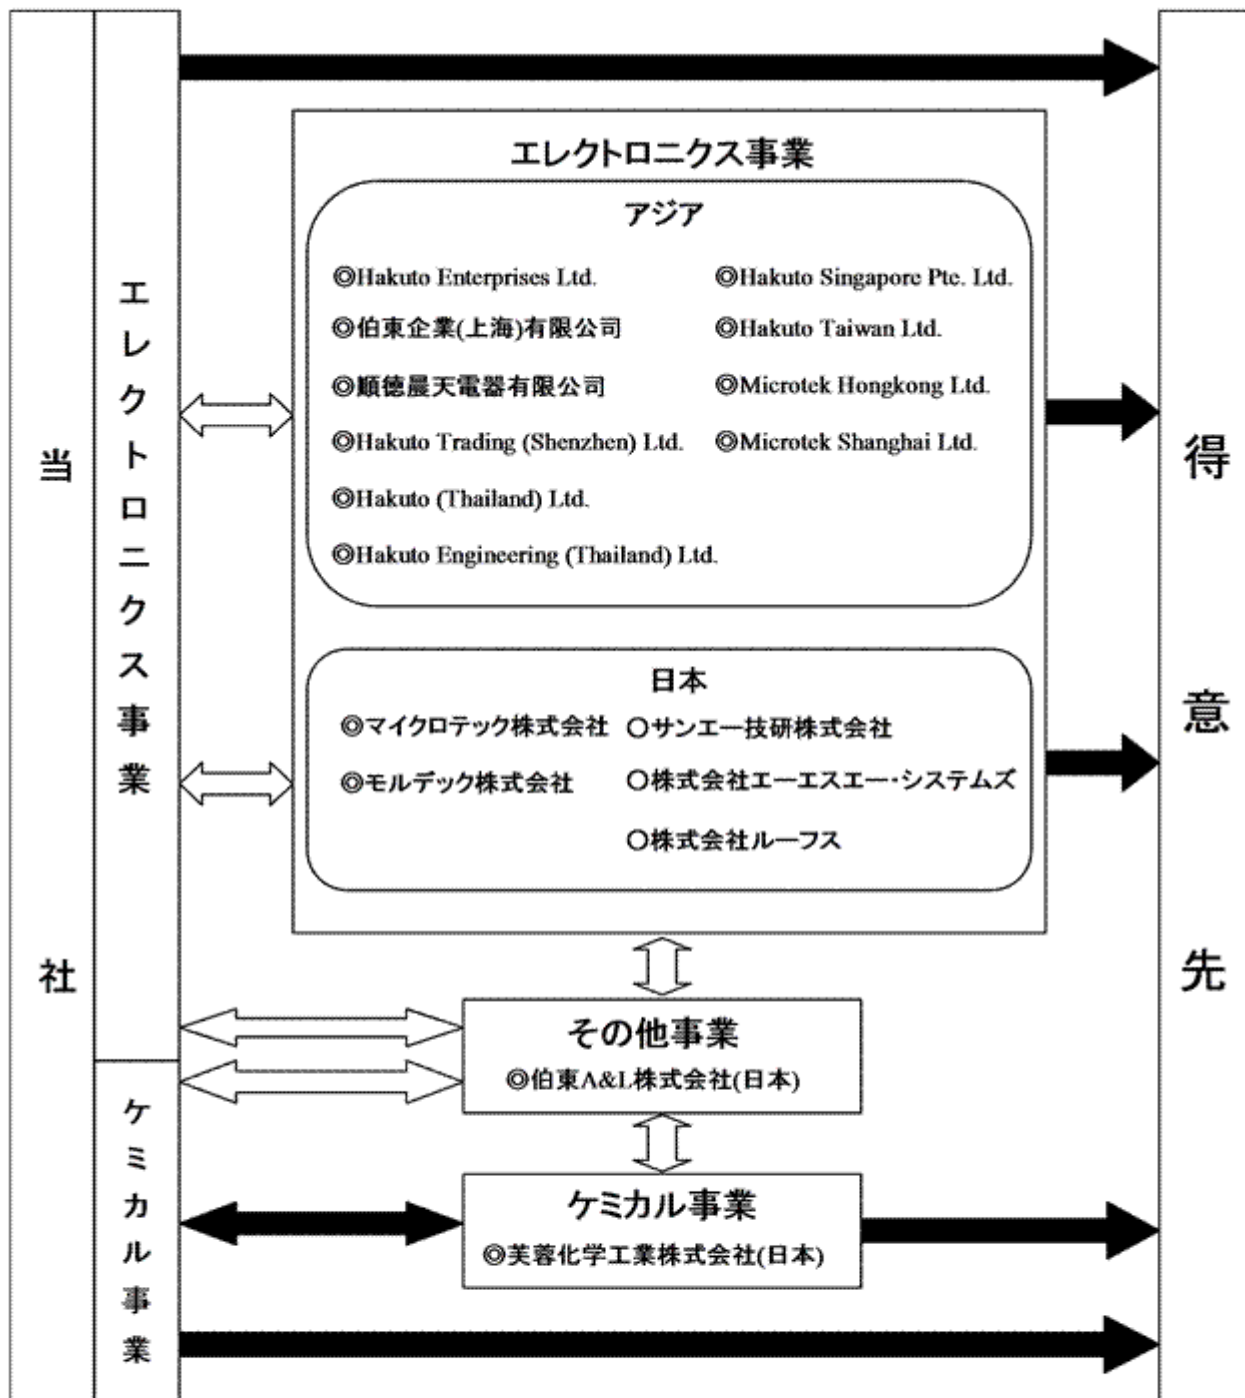 当社
エレクトロニクス事業
ケミカル事業
エレクトロニクス事業
アジア
◎Hakuto Enterprises Ltd.
◎伯東企業(上海)有限公司
◎順徳晨天電器有限公司
◎Hakuto Trading (Shenzhen) Ltd.
◎Hakuto (Thailand) Ltd.
◎Hakuto Engineering (Thailand) Ltd.
◎Hakuto Singapore Pte. Ltd.
◎Hakuto Taiwan Ltd.
◎Microtek Hongkong Ltd.
◎Microtek Shanghai Ltd.
日本
◎マイクロテック株式会社
◎モルデック株式会社
○サンエー技研株式会社
○株式会社エーエスエー・システムズ
○株式会社ルーフス
その他事業
◎伯東A&L株式会社(日本)
ケミカル事業
◎芙蓉化学工業株式会社(日本)
得意先